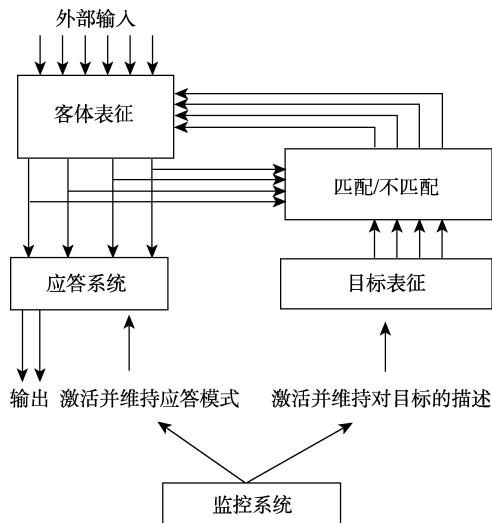 外部输入
客体表征
匹配/不匹配
应答系统
目标表征
输出
激活并维持应答模式
激活并维持对目标的描述
监控系统